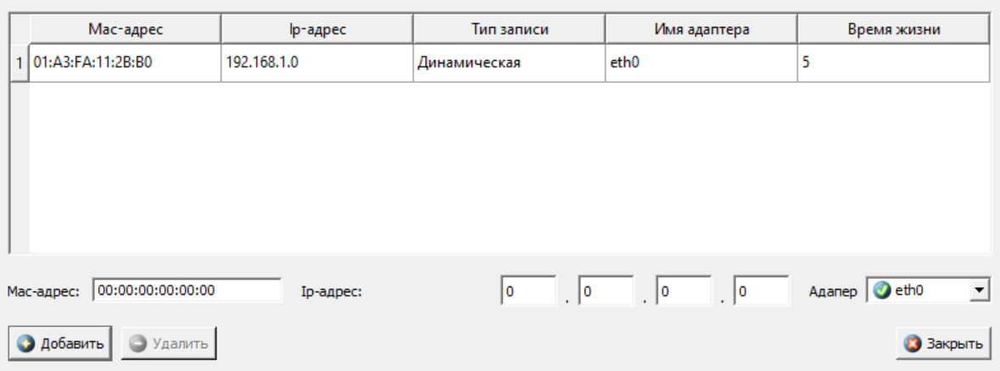 Mac-адрес Ip-адрес Тип записи Имя адаптера Время жизни
1 01:A3:FA:11:2B:B0 192.168.1.0 Динамическая eth0 5
Mac-адрес: 00:00:00:00:00:00 Ip-адрес: 0 . 0 . 0 . 0 Адапер eth0
Добавить Удалить Закрыть